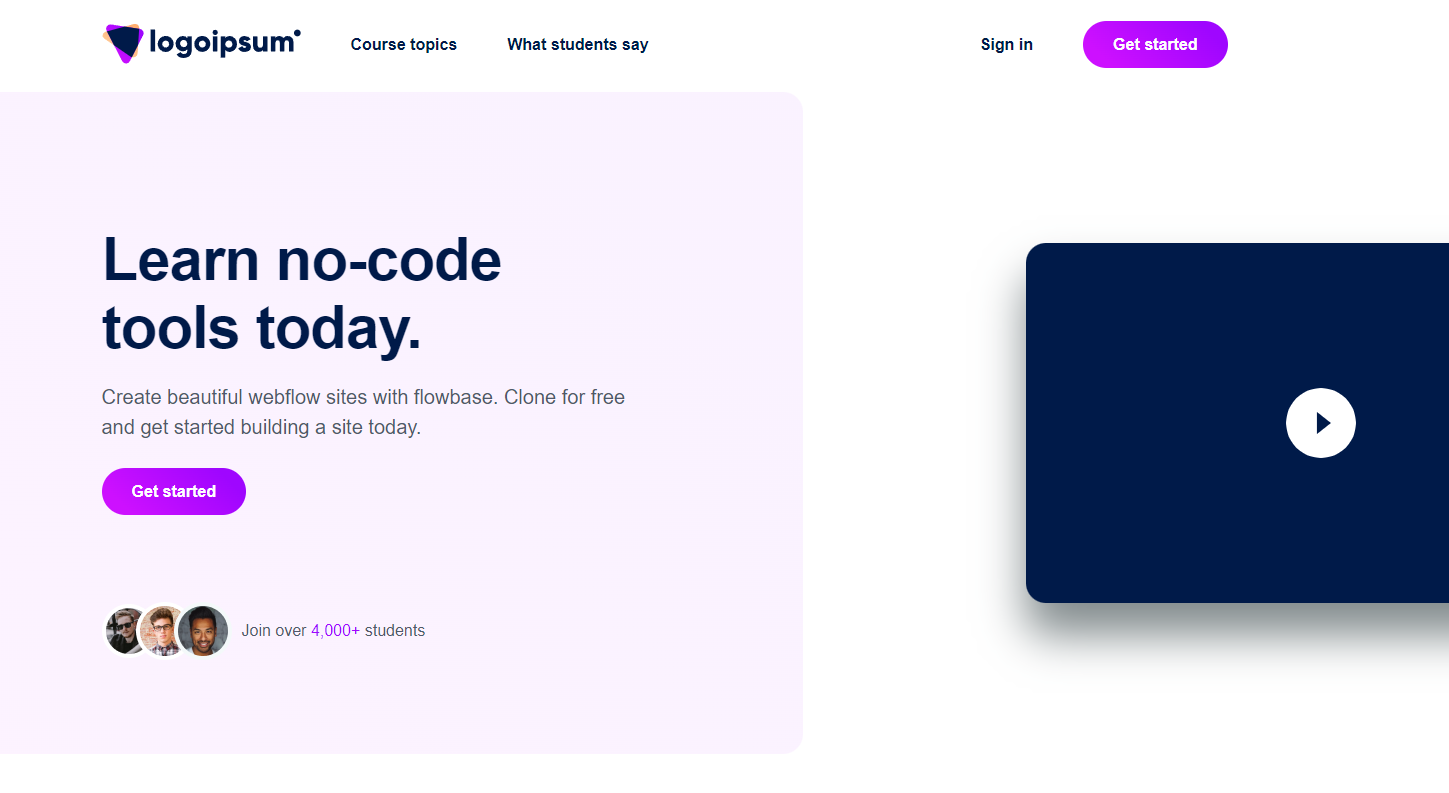 logoipsum
Course topics
What students say
Sign in
Get started
Learn no-code
tools today.
Create beautiful webflow sites with flowbase. Clone for free
and get started building a site today.
Get started
Join over 4,000+ students